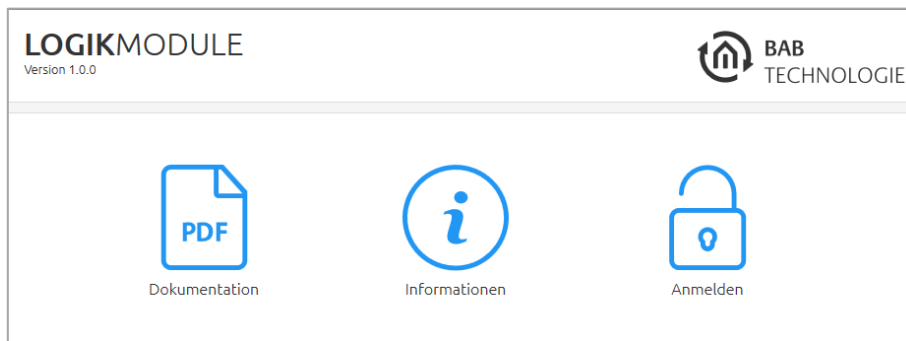 LOGIKMODULE
Version 1.0.0
BAB
TECHNOLOGIE
PDF
i
Dokumentation
Informationen
Anmelden